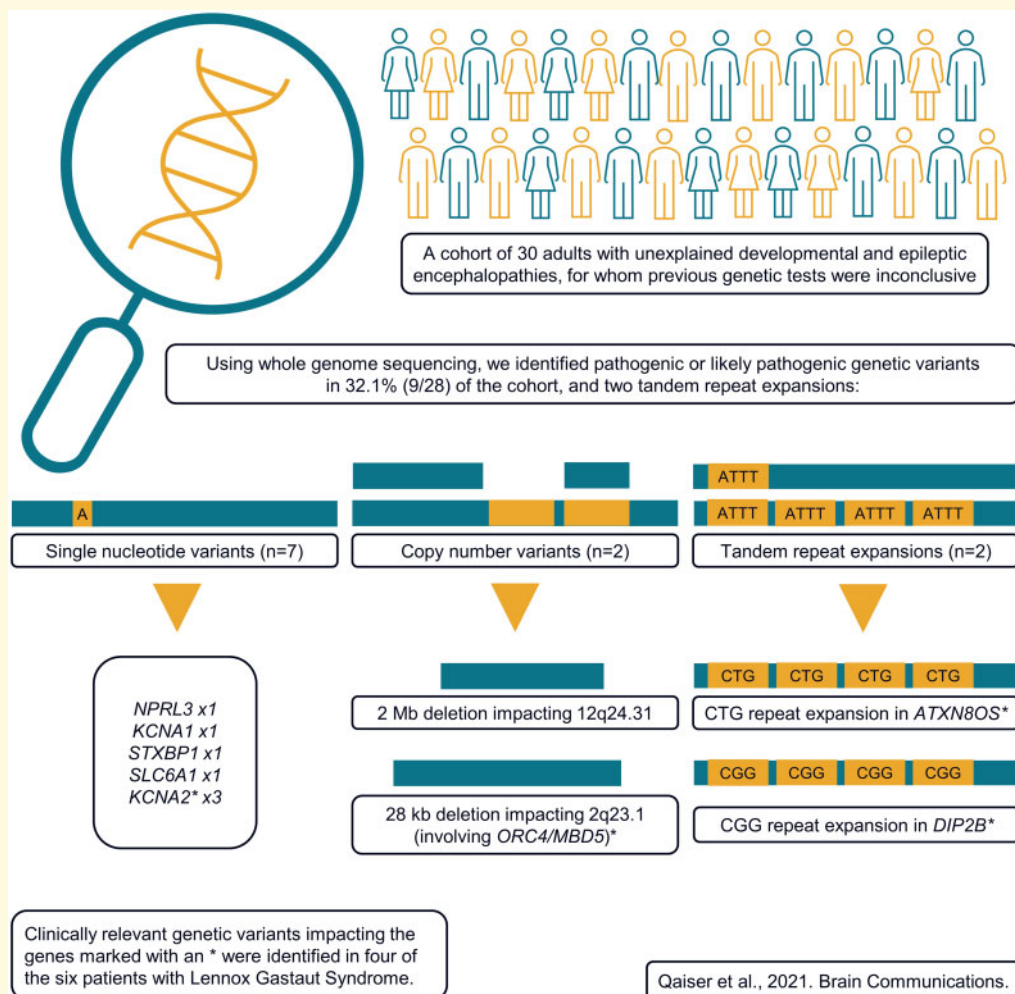 A cohort of 30 adults with unexplained developmental and epileptic
encephalopathies, for whom previous genetic tests were inconclusive
Using whole genome sequencing, we identified pathogenic or likely pathogenic genetic variants
in 32.1% (9/28) of the cohort, and two tandem repeat expansions:
A
Single nucleotide variants (n=7)
NPRL3 x1
KCNA1 x1
STXBP1 x1
SLC6A1 x1
KCNA2* x3
Copy number variants (n=2)
2 Mb deletion impacting 12q24.31
28 kb deletion impacting 2q23.1
(involving ORC4/MBD5)*
ATTT
ATTT ATTT ATTT ATTT
Tandem repeat expansions (n=2)
CTG CTG CTG CTG
CTG repeat expansion in ATXN8OS*
CGG CGG CGG CGG
CGG repeat expansion in DIP2B*
Clinically relevant genetic variants impacting the
genes marked with an * were identified in four of
the six patients with Lennox Gastaut Syndrome.
Qaiser et al., 2021. Brain Communications.